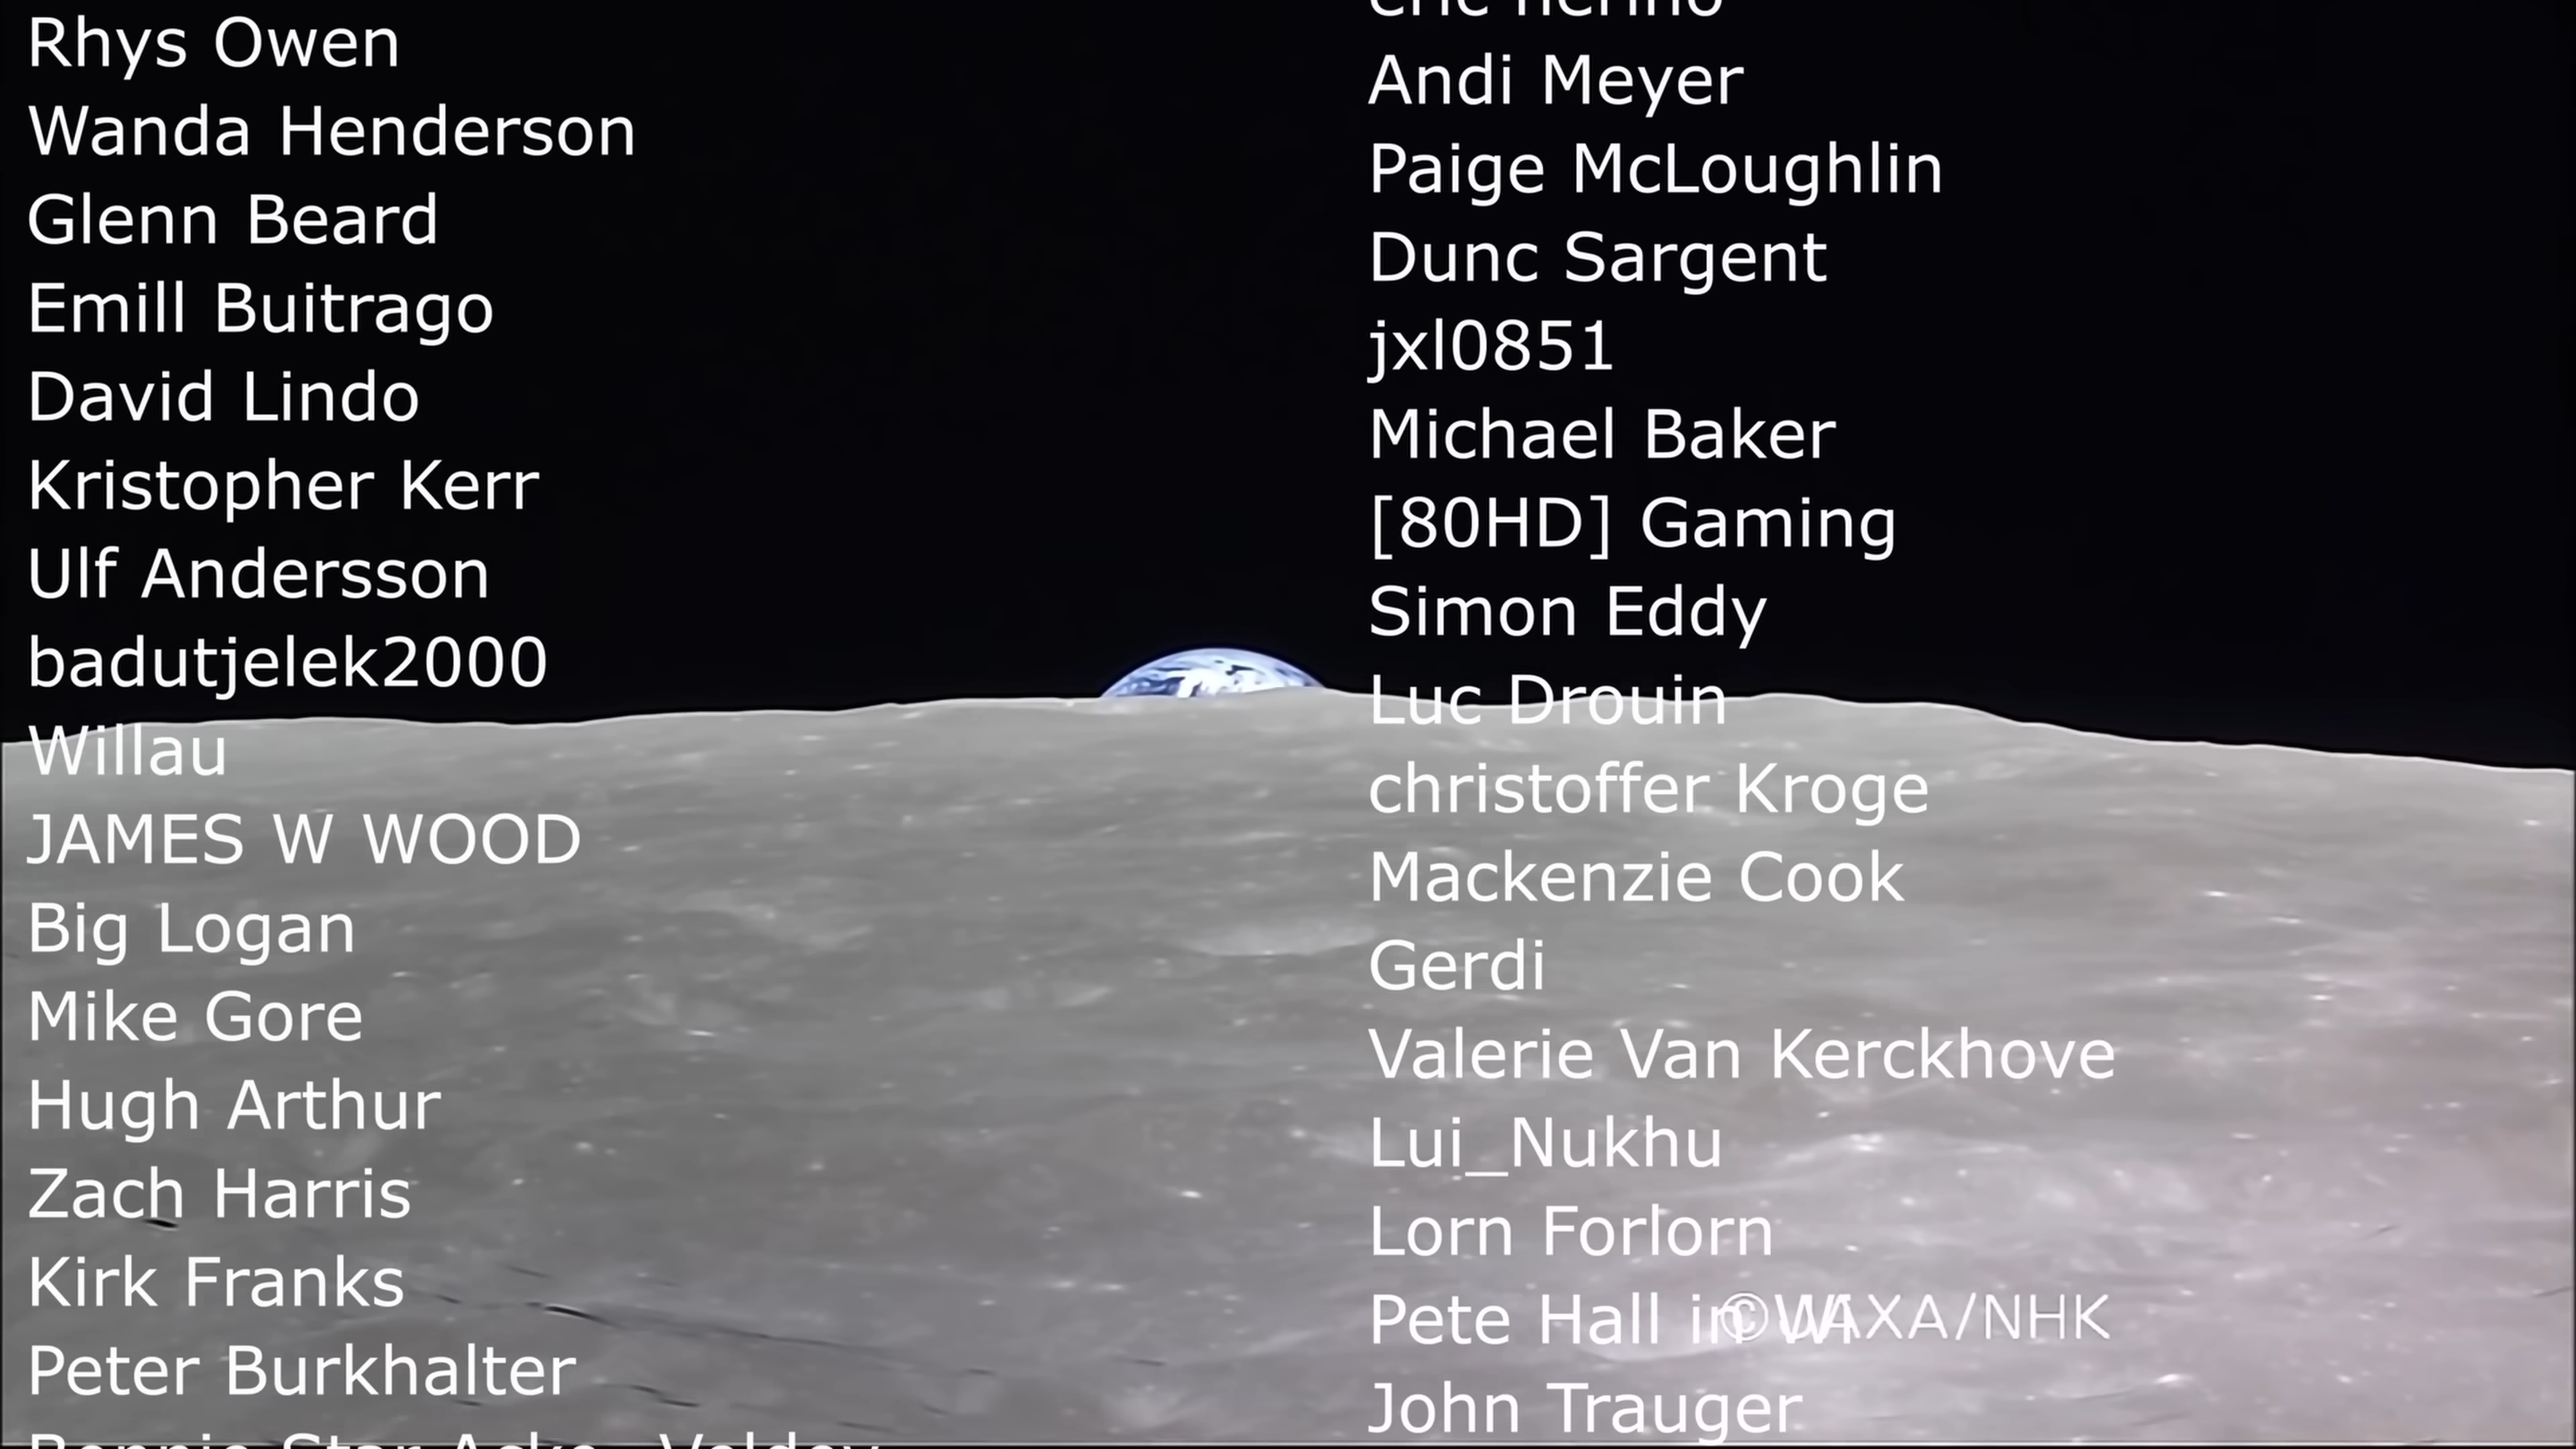 Rhys Owen
Wanda Henderson
Glenn Beard
Emill Buitrago
David Lindo
Kristopher Kerr
Ulf Andersson
badutjelek2000
Willau
JAMES W WOOD
Big Logan
Mike Gore
Hugh Arthur
Zach Harris
Kirk Franks
Peter Burkhalter
Andi Meyer
Paige McLoughlin
Dunc Sargent
jxl0851
Michael Baker
[80HD] Gaming
Simon Eddy
Luc Drouin
christoffer Kroge
Mackenzie Cook
Gerdi
Valerie Van Kerckhove
Lui_Nukhu
Lorn Forlorn
Pete Hall in WI
©JAXA/NHK
John Trauger